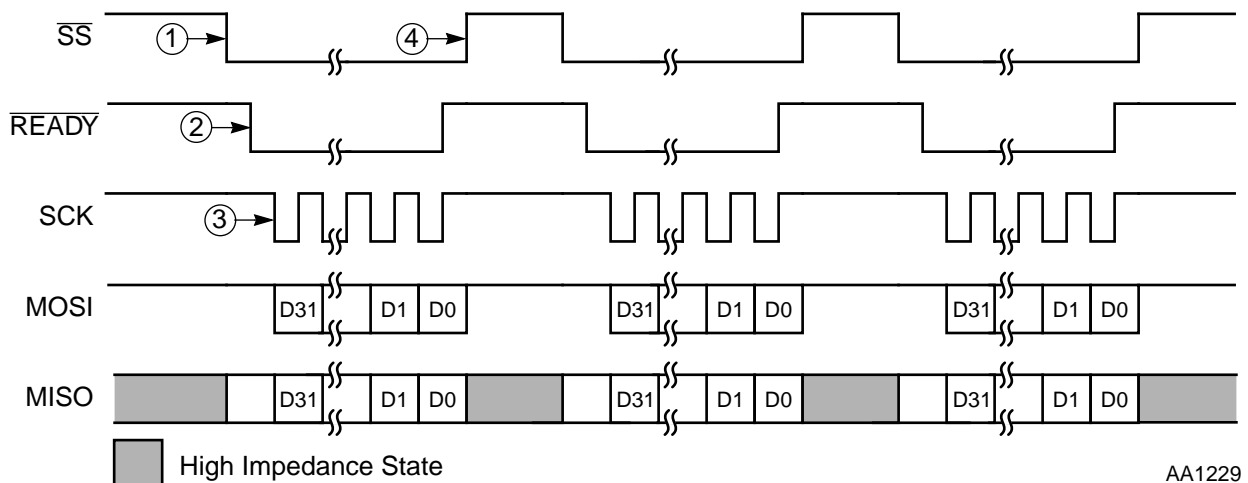 SS ① ④
READY ②
SCK ③
MOSI D31 D1 D0 D31 D1 D0 D31 D1 D0
MISO D31 D1 D0 D31 D1 D0 D31 D1 D0
High Impedance State
AA1229